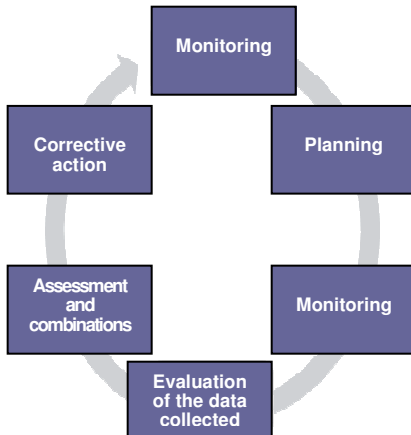 Monitoring
Planning
Monitoring
Evaluation
of the data
collected
Assessment
and
combinations
Corrective
action